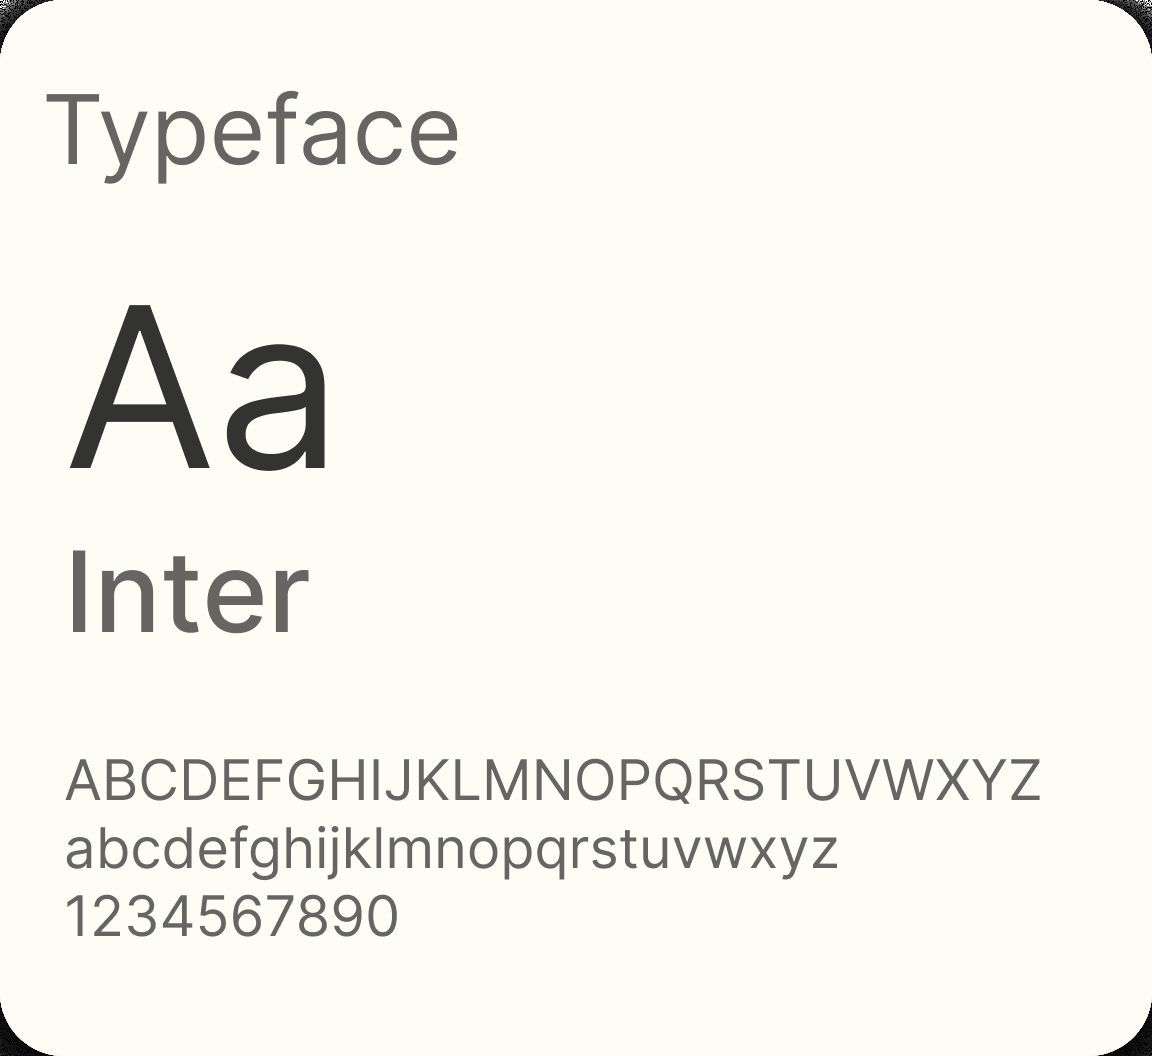 Typeface
Aa
Inter
ABCDEFGHIJKLMNOPQRSTUVWXYZ
abcdefghijklmnopqrstuvwxyz
1234567890